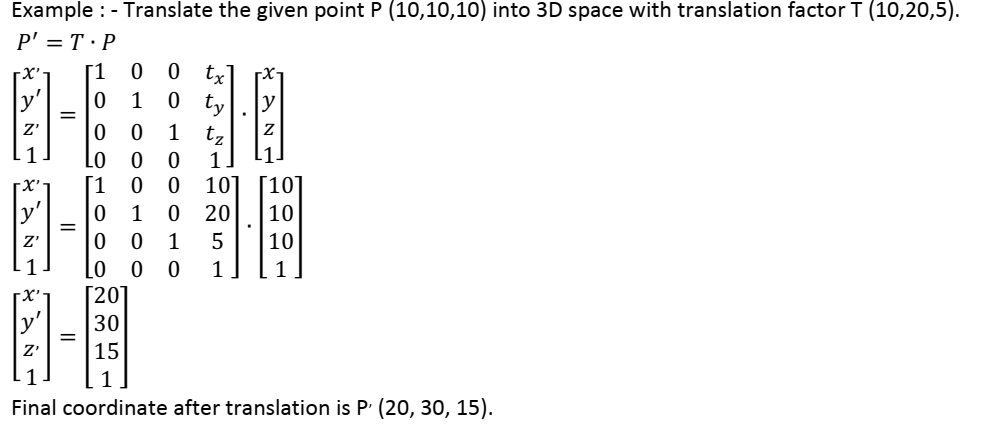 Example : - Translate the given point P (10,10,10) into 3D space with translation factor T (10,20,5).
P′ = T · P
[x’ y′ z’ 1] = [1 0 0 tx; 0 1 0 ty; 0 0 1 tz; 0 0 0 1] · [x y z 1]
[x’ y′ z’ 1] = [1 0 0 10; 0 1 0 20; 0 0 1 5; 0 0 0 1] · [10 10 10 1]
[x’ y′ z’ 1] = [20 30 15 1]
Final coordinate after translation is P’ (20, 30, 15).